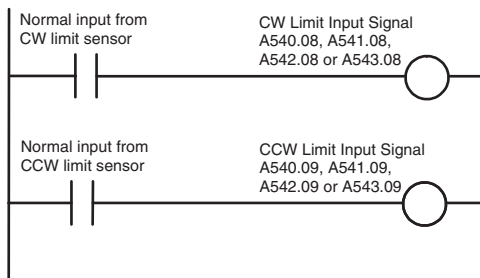 Normal input from
CW limit sensor
CW Limit Input Signal
A540.08, A541.08,
A542.08 or A543.08
Normal input from
CCW limit sensor
CCW Limit Input Signal
A540.09, A541.09,
A542.09 or A543.09